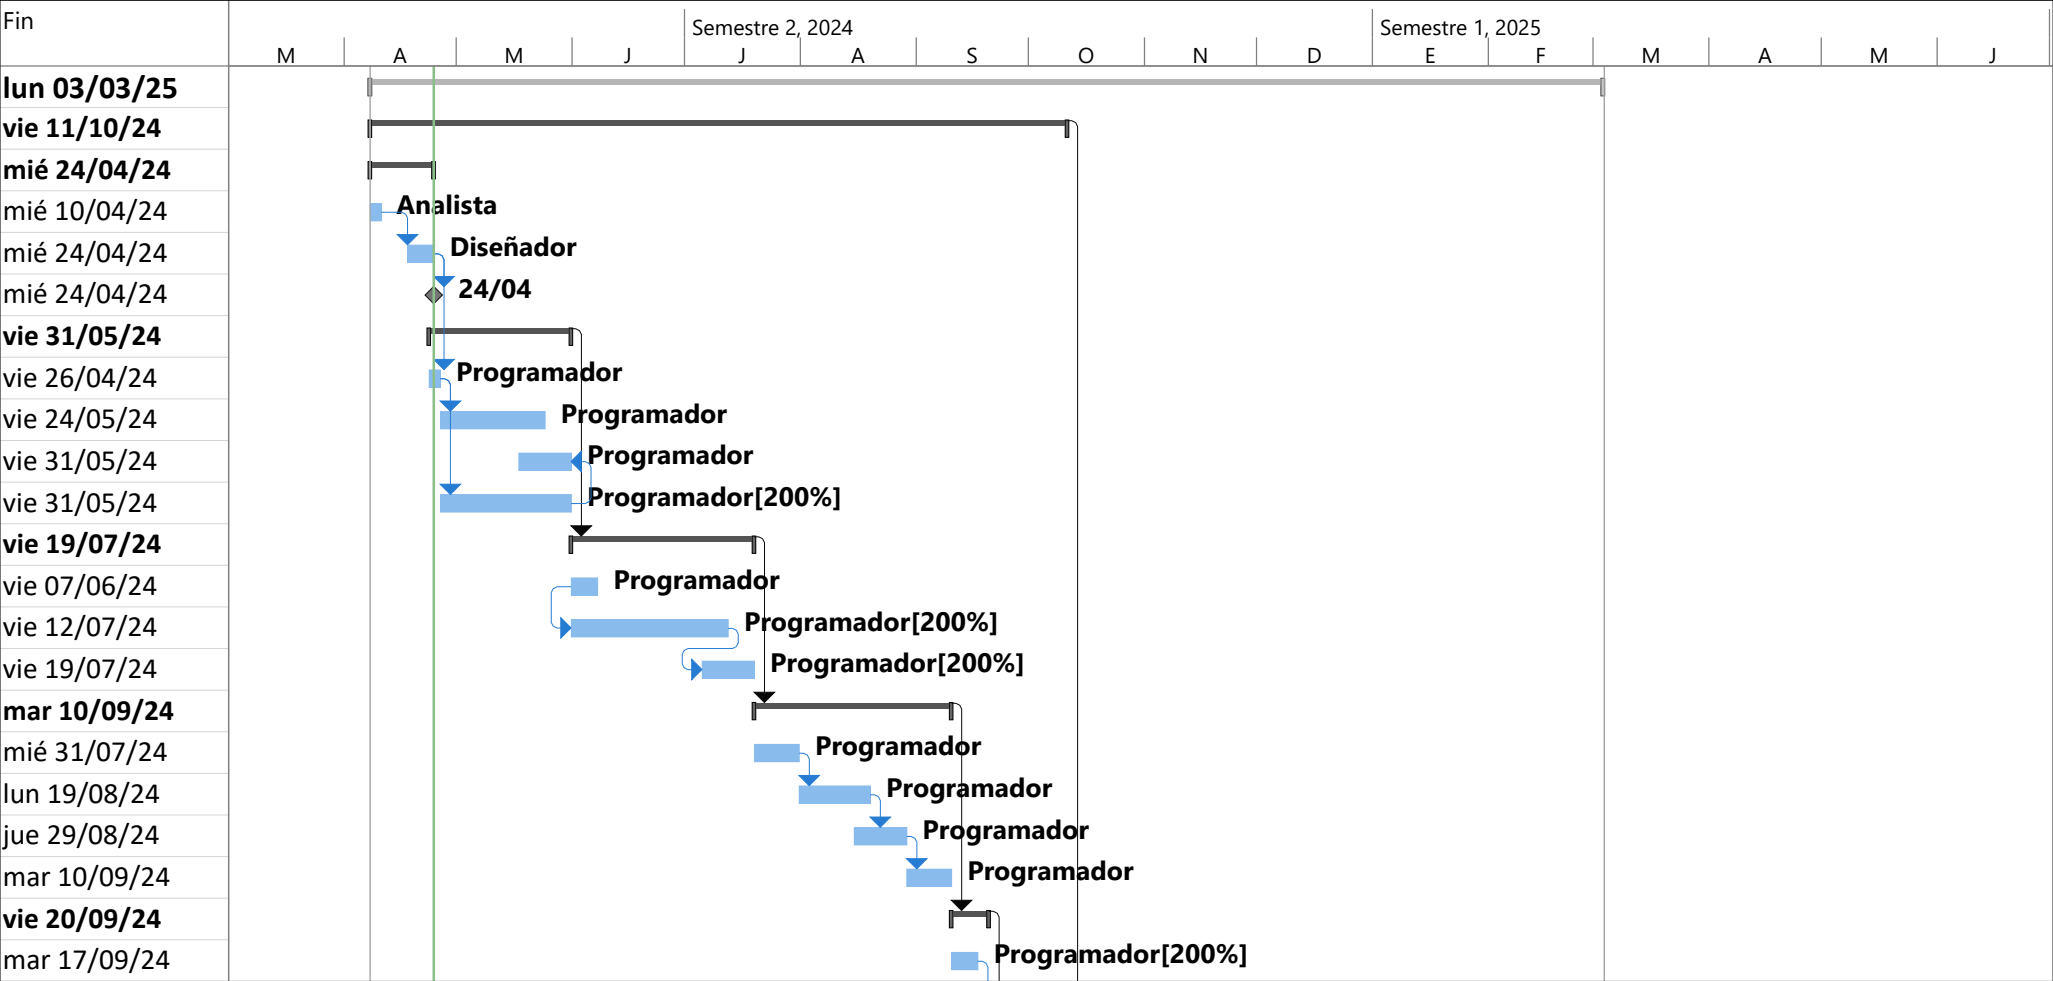 Fin
Semestre 2, 2024 Semestre 1, 2025
M A M J J A S O N D E F M A M J
lun 03/03/25
vie 11/10/24
mié 24/04/24
mié 10/04/24 Analista
mié 24/04/24 Diseñador
mié 24/04/24 24/04
vie 31/05/24
vie 26/04/24 Programador
vie 24/05/24 Programador
vie 31/05/24 Programador
vie 31/05/24 Programador[200%]
vie 19/07/24
vie 07/06/24 Programador
vie 12/07/24 Programador[200%]
vie 19/07/24 Programador[200%]
mar 10/09/24
mié 31/07/24 Programador
lun 19/08/24 Programador
jue 29/08/24 Programador
mar 10/09/24 Programador
vie 20/09/24
mar 17/09/24 Programador[200%]